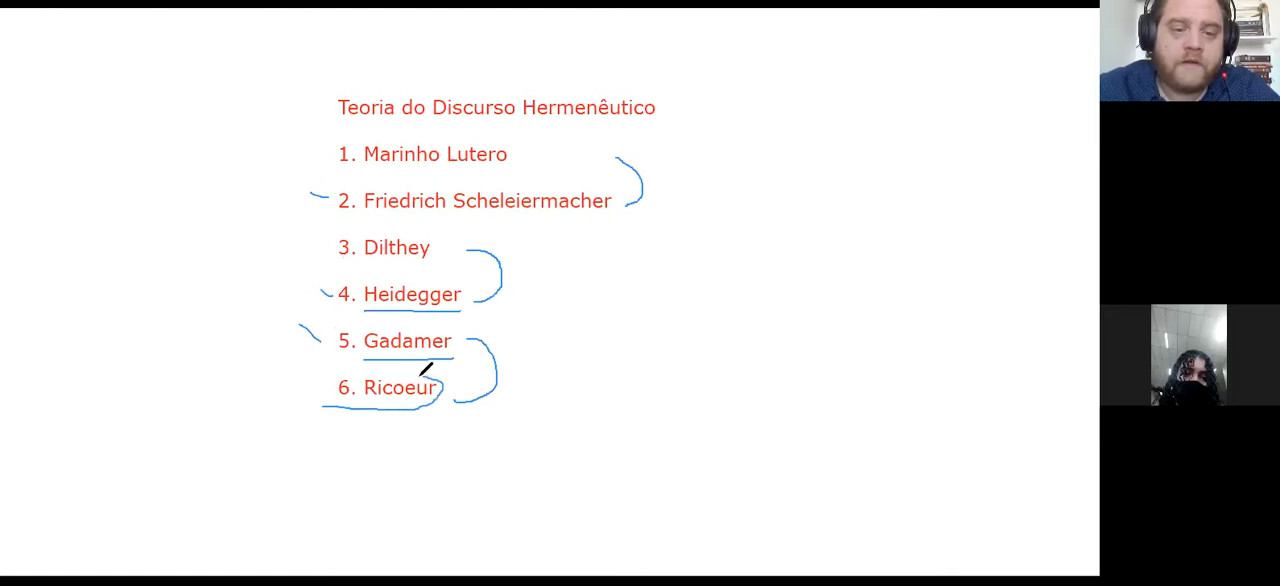 Teoria do Discurso Hermenêutico
1. Marinho Lutero
2. Friedrich Scheleiermacher
3. Dilthey
4. Heidegger
5. Gadamer
6. Ricoeur